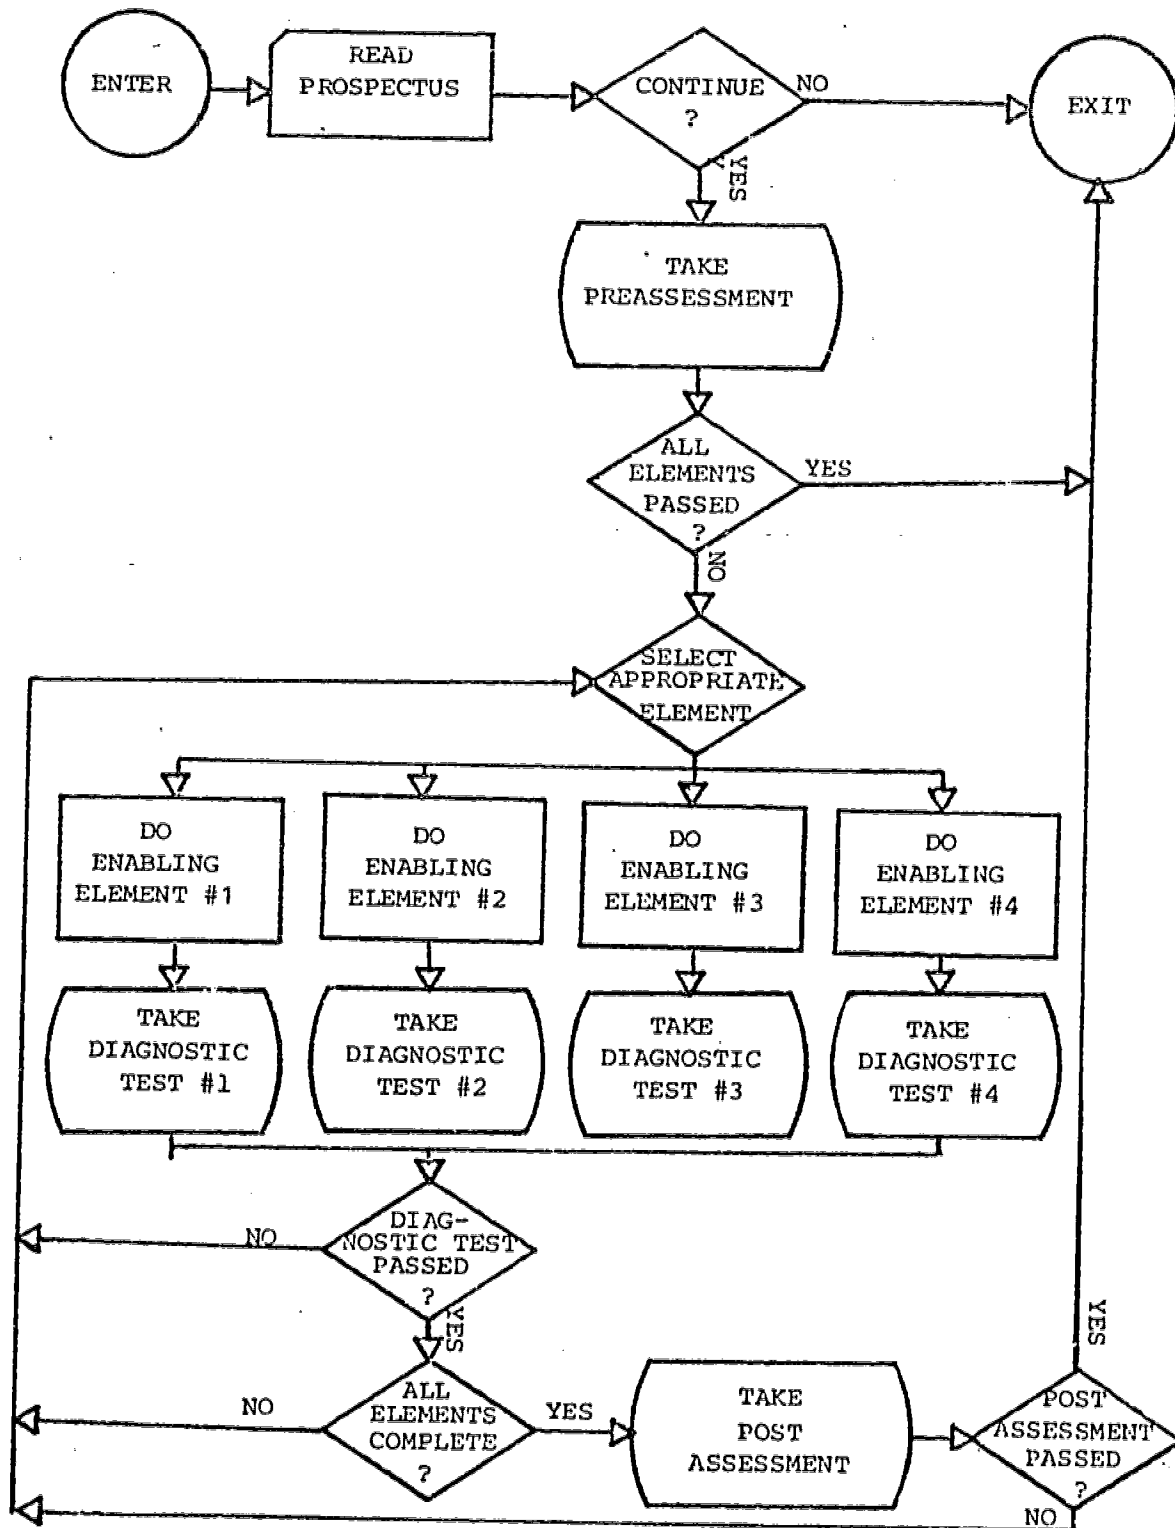 ENTER
READ
PROSPECTUS
CONTINUE
?
NO
EXIT
YES
TAKE
PREASSESSMENT
ALL
ELEMENTS
PASSED
?
YES
NO
SELECT
APPROPRIATE
ELEMENT
DO
ENABLING
ELEMENT #1
DO
ENABLING
ELEMENT #2
DO
ENABLING
ELEMENT #3
DO
ENABLING
ELEMENT #4
TAKE
DIAGNOSTIC
TEST #1
TAKE
DIAGNOSTIC
TEST #2
TAKE
DIAGNOSTIC
TEST #3
TAKE
DIAGNOSTIC
TEST #4
DIAG-
NOSTIC TEST
PASSED
?
NO
YES
ALL
ELEMENTS
COMPLETE
?
NO
YES
TAKE
POST
ASSESSMENT
POST
ASSESSMENT
PASSED
?
YES
NO